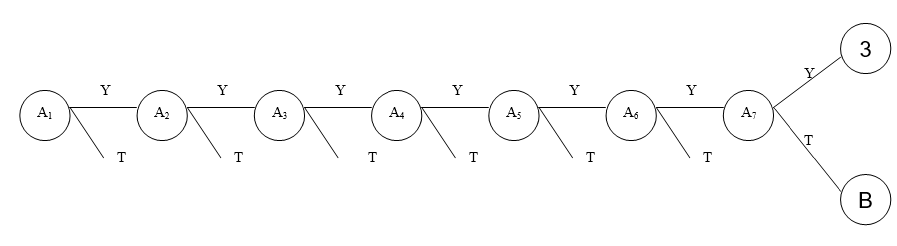 3
Y
Y Y Y Y Y Y
A1 A2 A3 A4 A5 A6 A7
T
T T T T T T
B